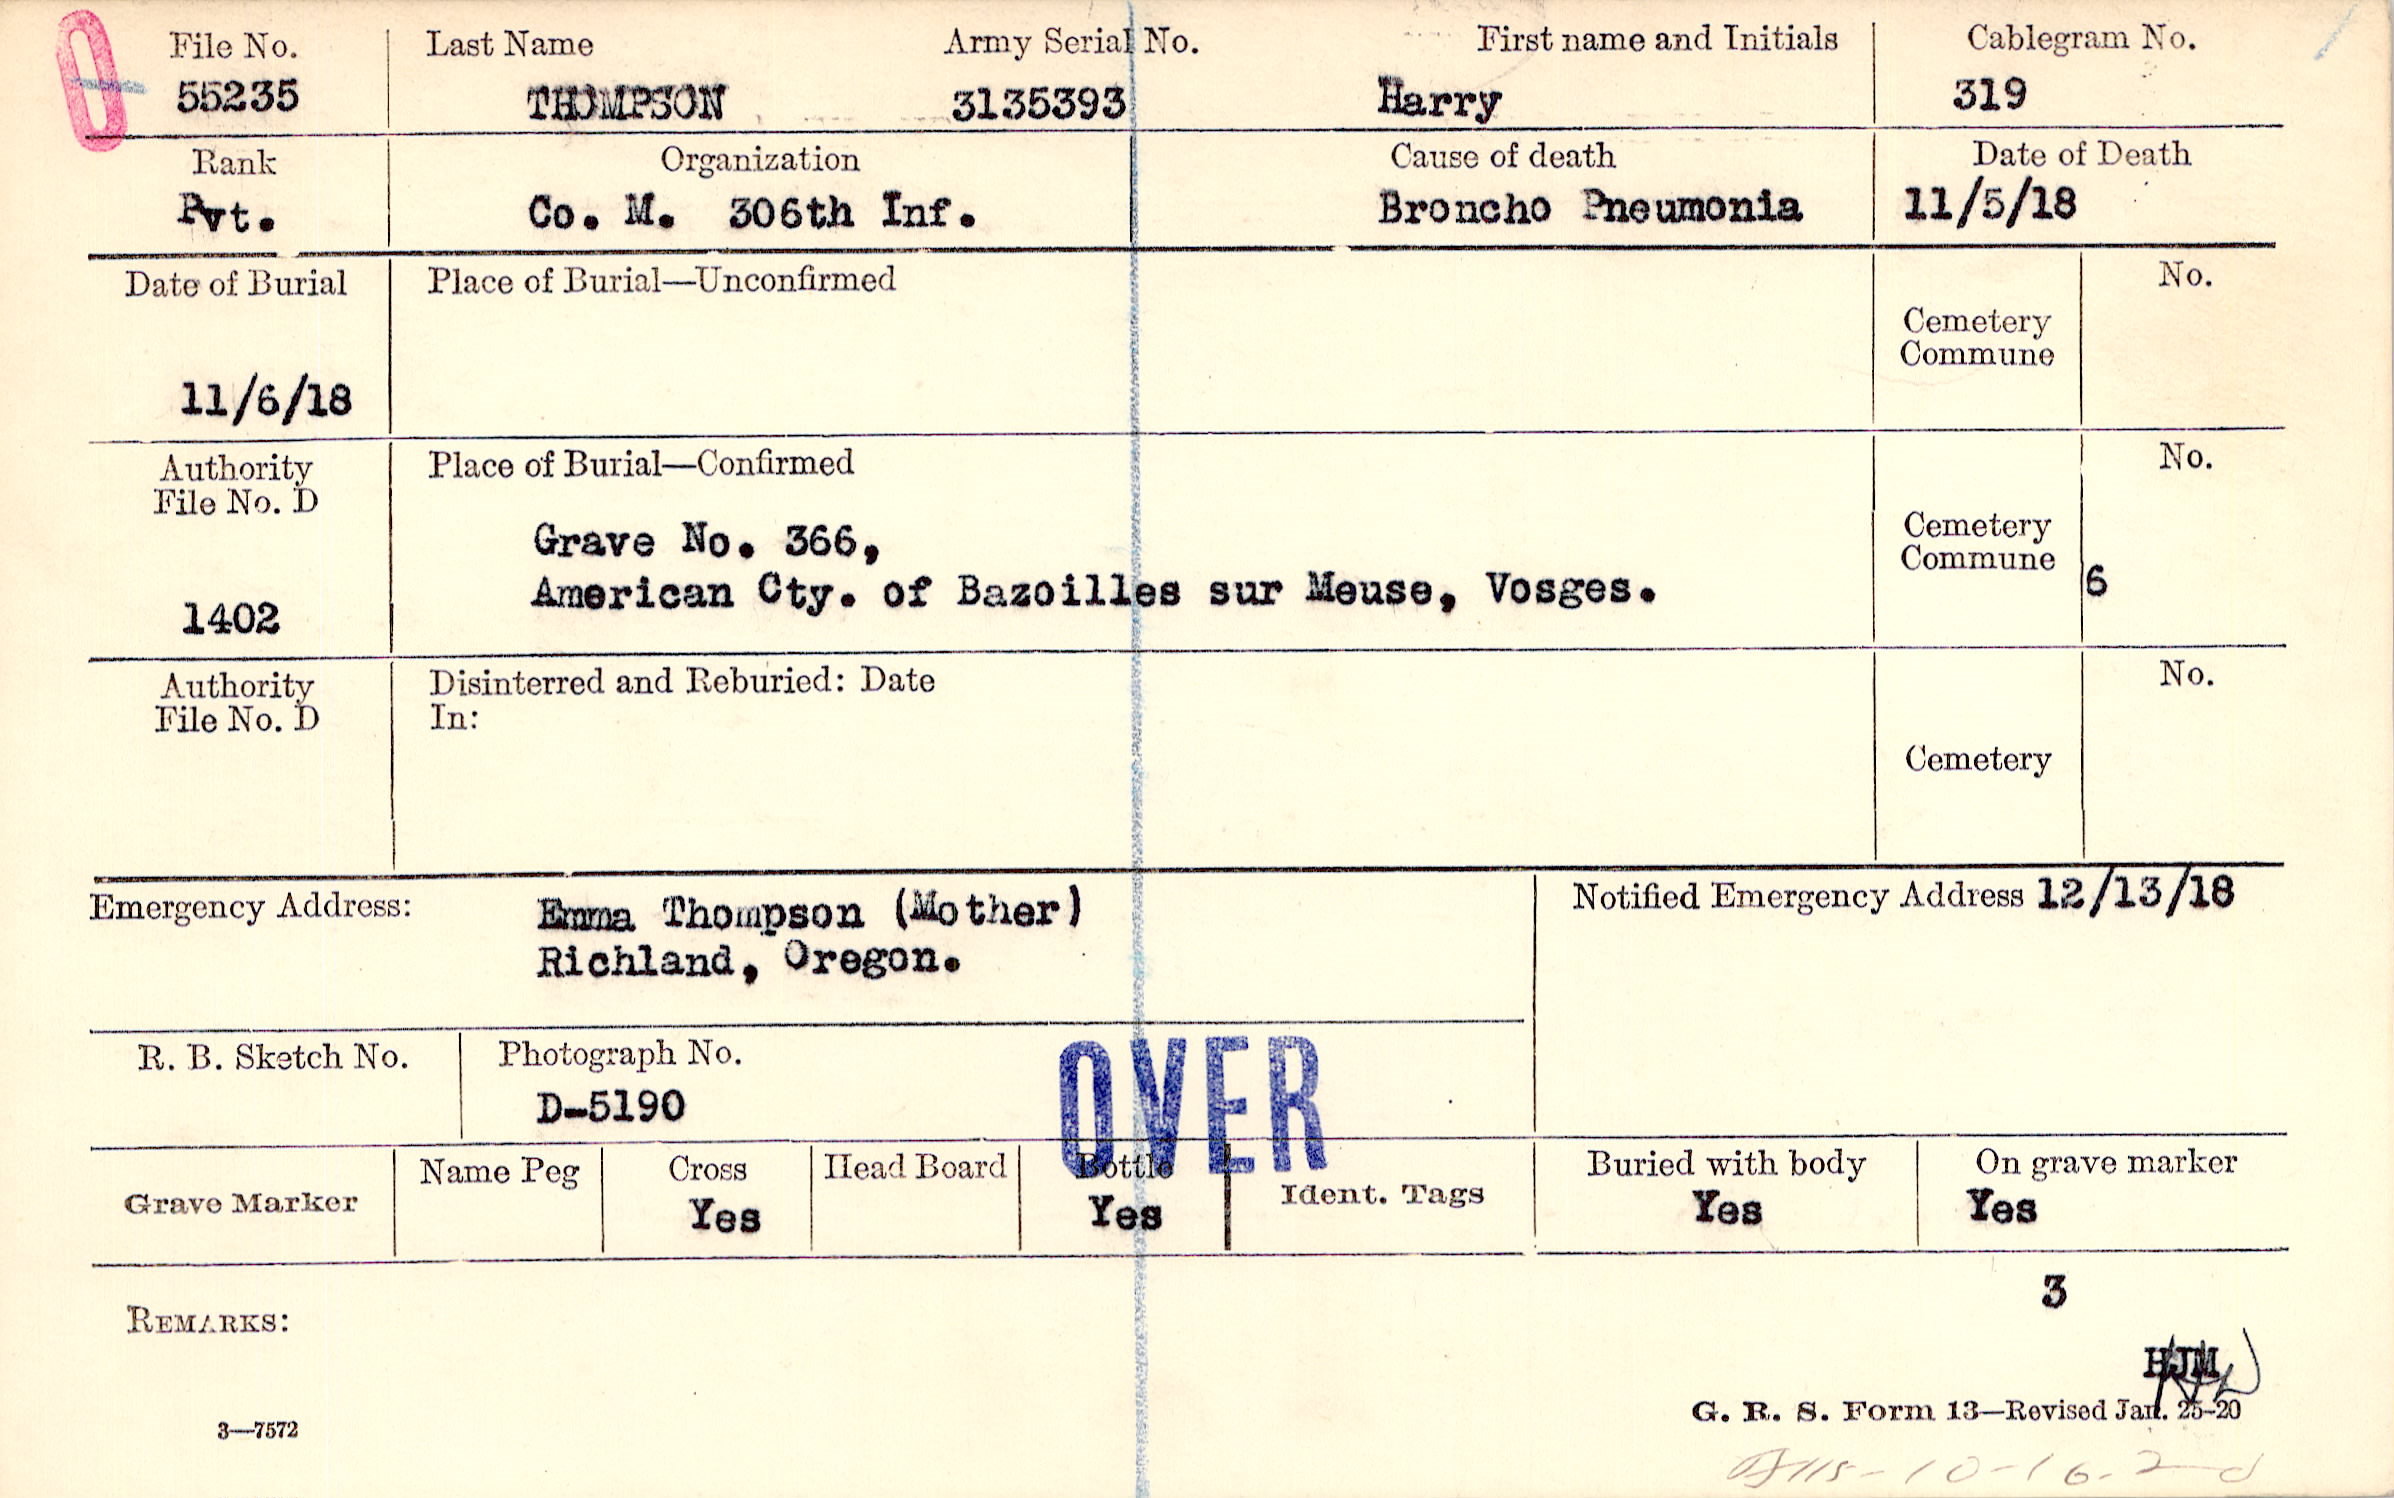 File No. Last Name Army Serial No. First name and Initials Cablegram No.
55235 THOMPSON 3135393 Harry 319
Rank Organization Cause of death Date of Death
Pvt. Co. M. 306th Inf. Broncho Pneumonia 11/5/18
Date of Burial Place of Burial—Unconfirmed No.
Cemetery
Commune
11/6/18
Authority Place of Burial—Confirmed No.
File No. D
Grave No. 366, Cemetery
Commune 6
American Cty. of Bazoilles sur Meuse, Vosges.
1402
Authority Disinterred and Reburied: Date No.
File No. D In:
Cemetery
Emergency Address: Emma Thompson (Mother) Notified Emergency Address 12/13/18
Richland, Oregon.
R. B. Sketch No. Photograph No.
D-5190
OVER
Grave Marker Name Peg Cross Head Board Bottle Ident. Tags Buried with body On grave marker
Yes Yes Yes Yes
3
REMARKS:
HJM
G. R. S. Form 13—Revised Jan. 25-20
3—7572